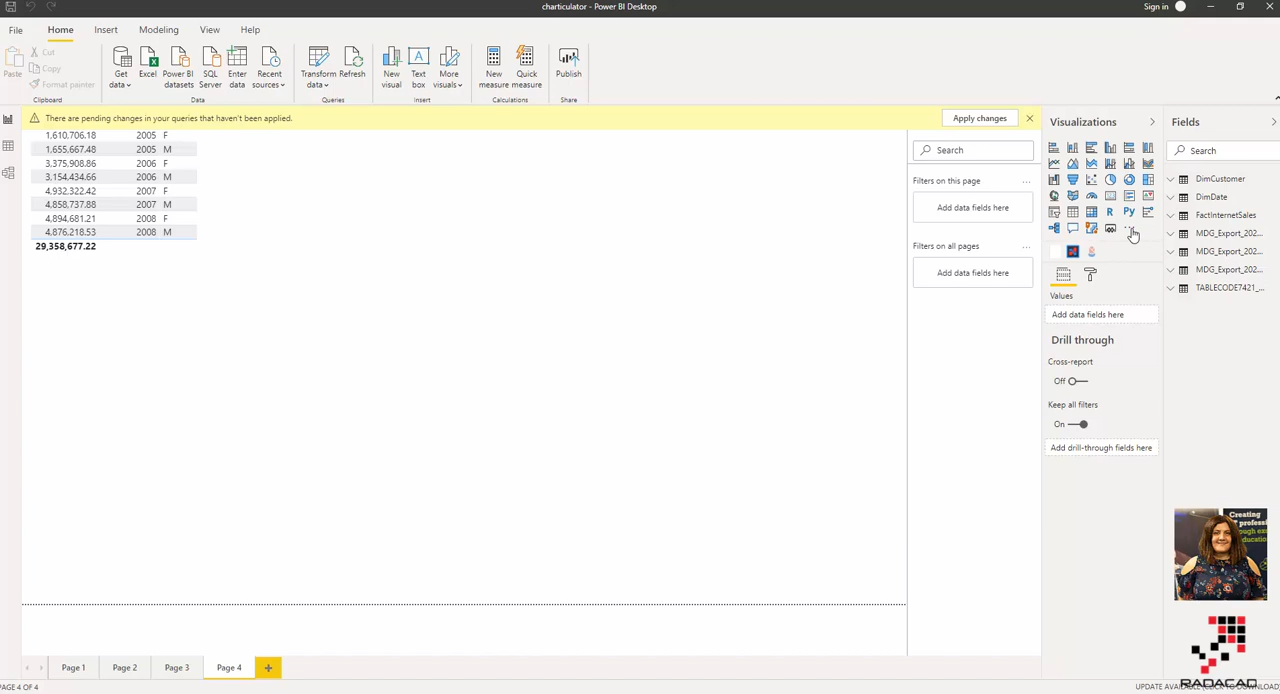 charticulator - Power BI Desktop
Sign in
File
Home
Insert
Modeling
View
Help
Paste
Cut
Copy
Format painter
Clipboard
Get data
Excel
Power BI datasets
SQL Server
Enter data
Recent sources
Data
Transform data
Refresh
Queries
New visual
Text box
More visuals
Insert
New measure
Quick measure
Calculations
Publish
Share
There are pending changes in your queries that haven't been applied.
Apply changes
1,610,706.18 2005 F
1,655,667.48 2005 M
3,375,908.86 2006 F
3,154,434.66 2006 M
4,932,322.42 2007 F
4,858,737.88 2007 M
4,894,681.21 2008 F
4,876,218.53 2008 M
29,358,677.22
Search
Filters on this page
Add data fields here
Filters on all pages
Add data fields here
Visualizations
R
Py
Values
Add data fields here
Drill through
Cross-report
Off
Keep all filters
On
Add drill-through fields here
Fields
Search
DimCustomer
DimDate
FactInternetSales
MDG_Export_202...
MDG_Export_202...
MDG_Export_202...
TABLECODE7421_...
Creating
RADACAD
Page 1
Page 2
Page 3
Page 4
PAGE 4 OF 4
UPDATE AVAILABLE (CLICK TO DOWNLOAD)